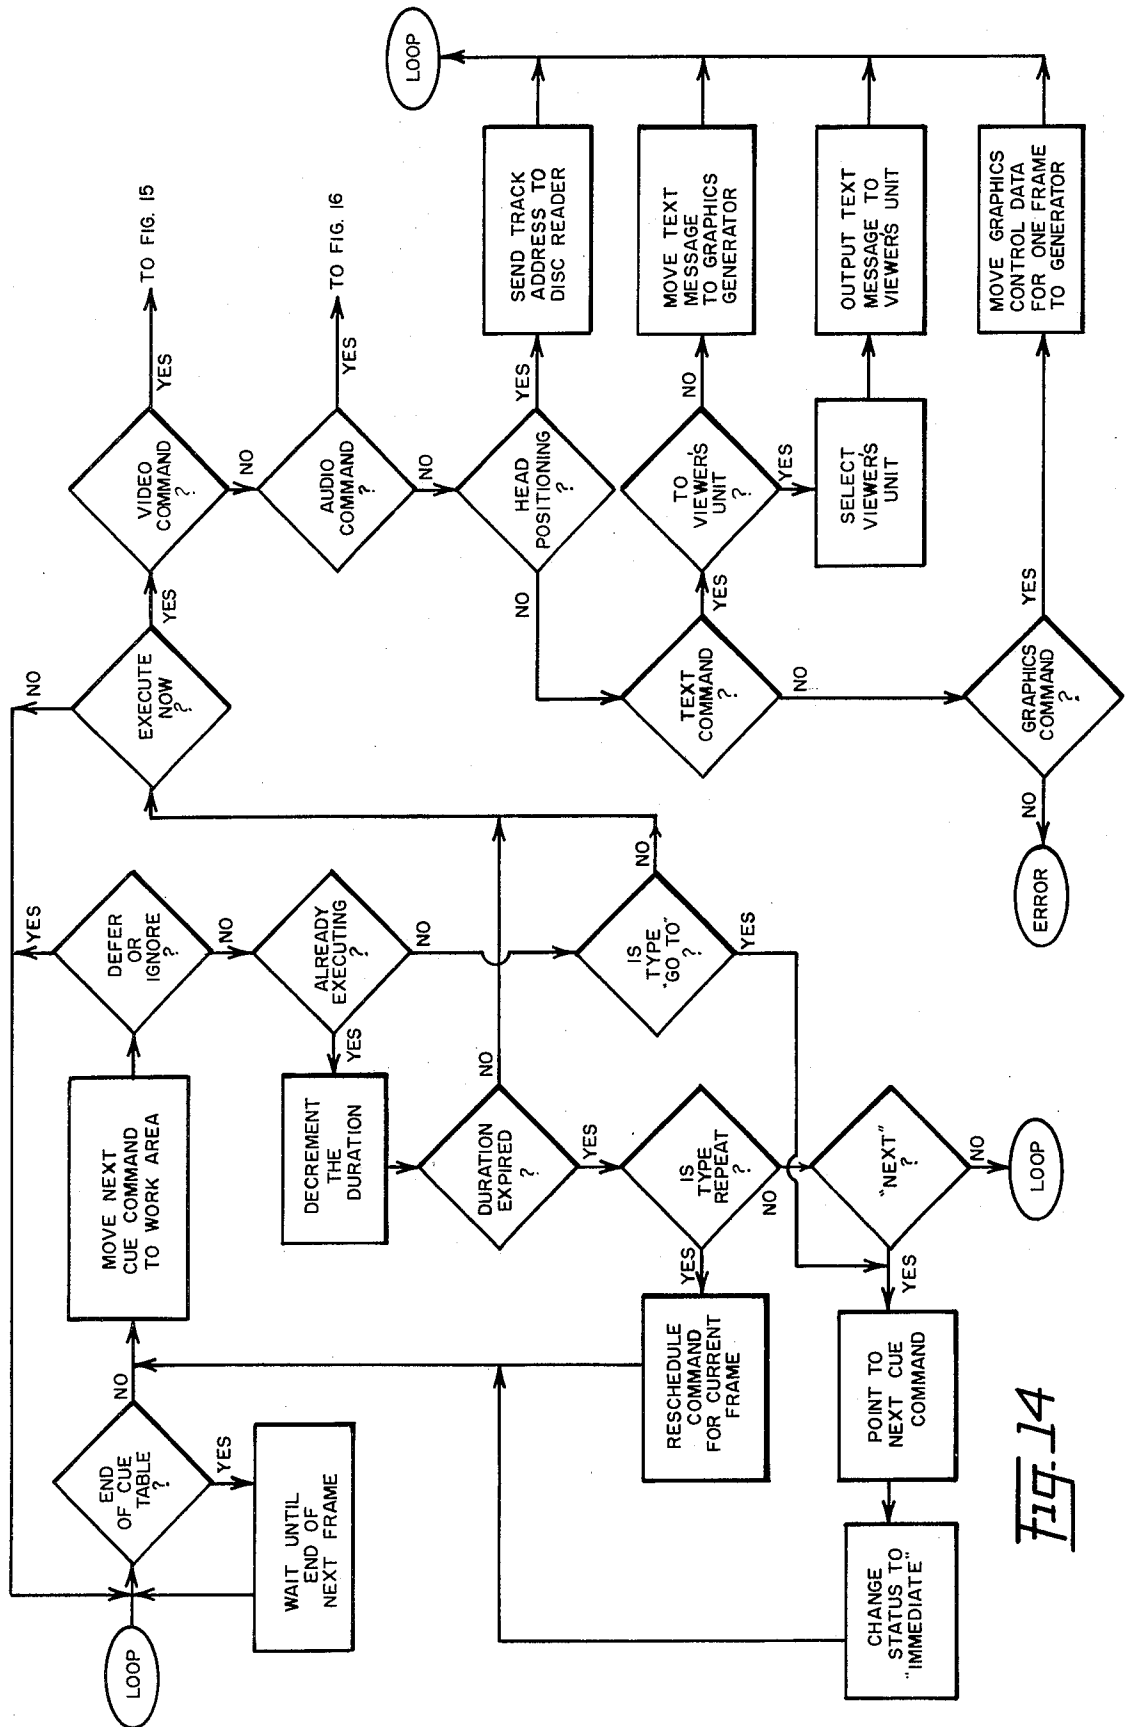 LOOP
END
OF CUE
TABLE
?
NO
YES
WAIT UNTIL
END OF
NEXT FRAME
MOVE NEXT
CUE COMMAND
TO WORK AREA
DEFER
OR
IGNORE
?
YES
NO
ALREADY
EXECUTING
?
YES
NO
DECREMENT
THE
DURATION
DURATION
EXPIRED
?
NO
YES
IS
TYPE
REPEAT
?
YES
NO
RESCHEDULE
COMMAND
FOR CURRENT
FRAME
IS
TYPE
"GO TO"
?
NO
YES
"NEXT"
?
YES
NO
LOOP
POINT TO
NEXT CUE
COMMAND
CHANGE
STATUS TO
"IMMEDIATE"
EXECUTE
NOW
?
NO
YES
VIDEO
COMMAND
?
YES
TO FIG. 15
NO
AUDIO
COMMAND
?
YES
TO FIG. 16
NO
HEAD
POSITIONING
?
YES
NO
SEND TRACK
ADDRESS TO
DISC READER
TEXT
COMMAND
?
YES
NO
TO
VIEWER'S
UNIT
?
NO
YES
MOVE TEXT
MESSAGE
TO GRAPHICS
GENERATOR
SELECT
VIEWER'S
UNIT
OUTPUT TEXT
MESSAGE TO
VIEWER'S UNIT
GRAPHICS
COMMAND
?
YES
NO
ERROR
MOVE GRAPHICS
CONTROL DATA
FOR ONE FRAME
TO GENERATOR
LOOP
Fig. 14